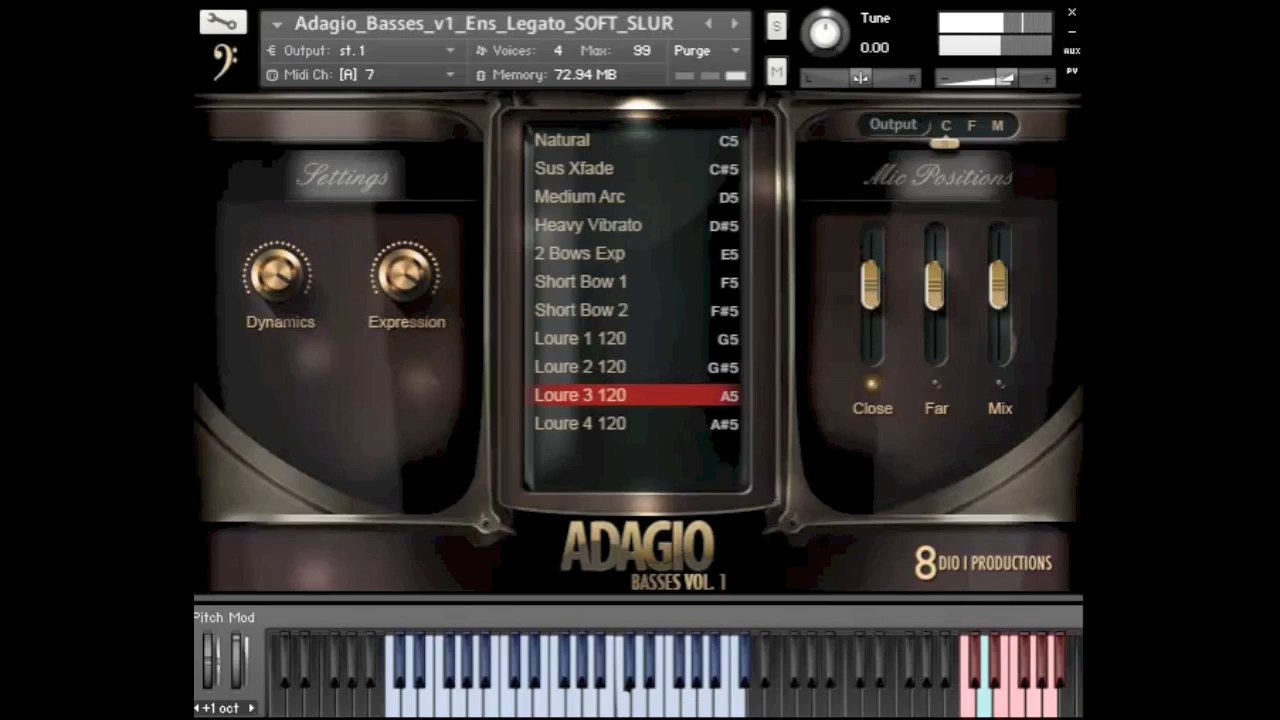 Adagio_Basses_v1_Ens_Legato_SOFT_SLUR
S
Tune
0.00
Output: st.1
Voices: 4 Max: 99
Purge
AUX
Midi Ch: [A] 7
Memory: 72.94 MB
M
L
R
PV
Settings
Dynamics
Expression
Natural C5
Sus Xfade C#5
Medium Arc D5
Heavy Vibrato D#5
2 Bows Exp E5
Short Bow 1 F5
Short Bow 2 F#5
Loure 1 120 G5
Loure 2 120 G#5
Loure 3 120 A5
Loure 4 120 A#5
Output C F M
Mic Positions
Close
Far
Mix
ADAGIO
BASSES VOL. 1
8DIO | PRODUCTIONS
Pitch Mod
+1 oct